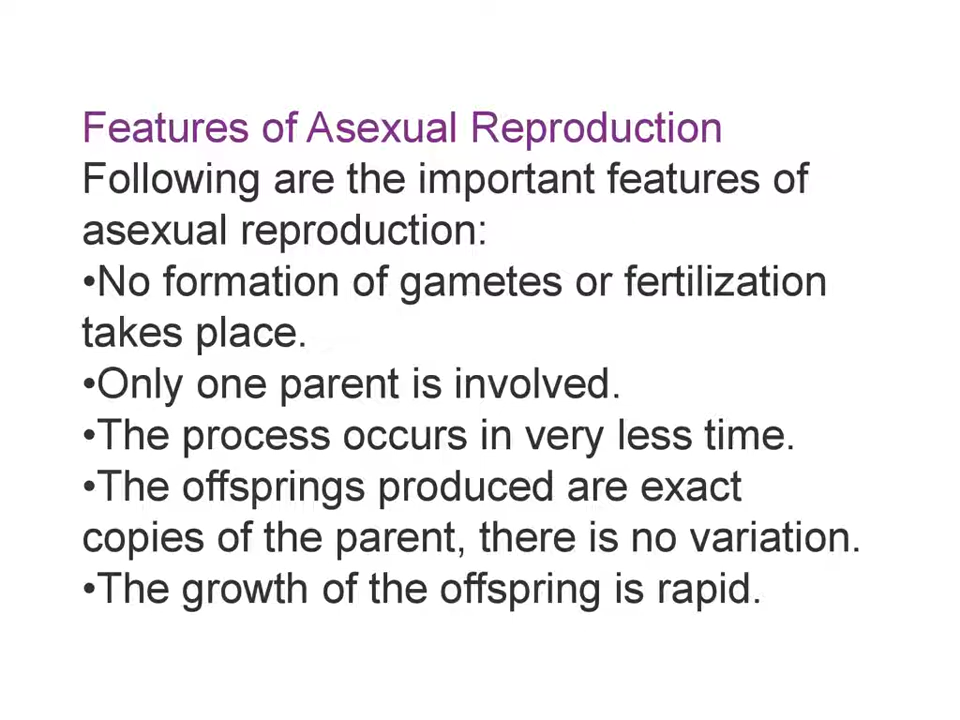 Features of Asexual Reproduction
Following are the important features of
asexual reproduction:
•No formation of gametes or fertilization
takes place.
•Only one parent is involved.
•The process occurs in very less time.
•The offsprings produced are exact
copies of the parent, there is no variation.
•The growth of the offspring is rapid.